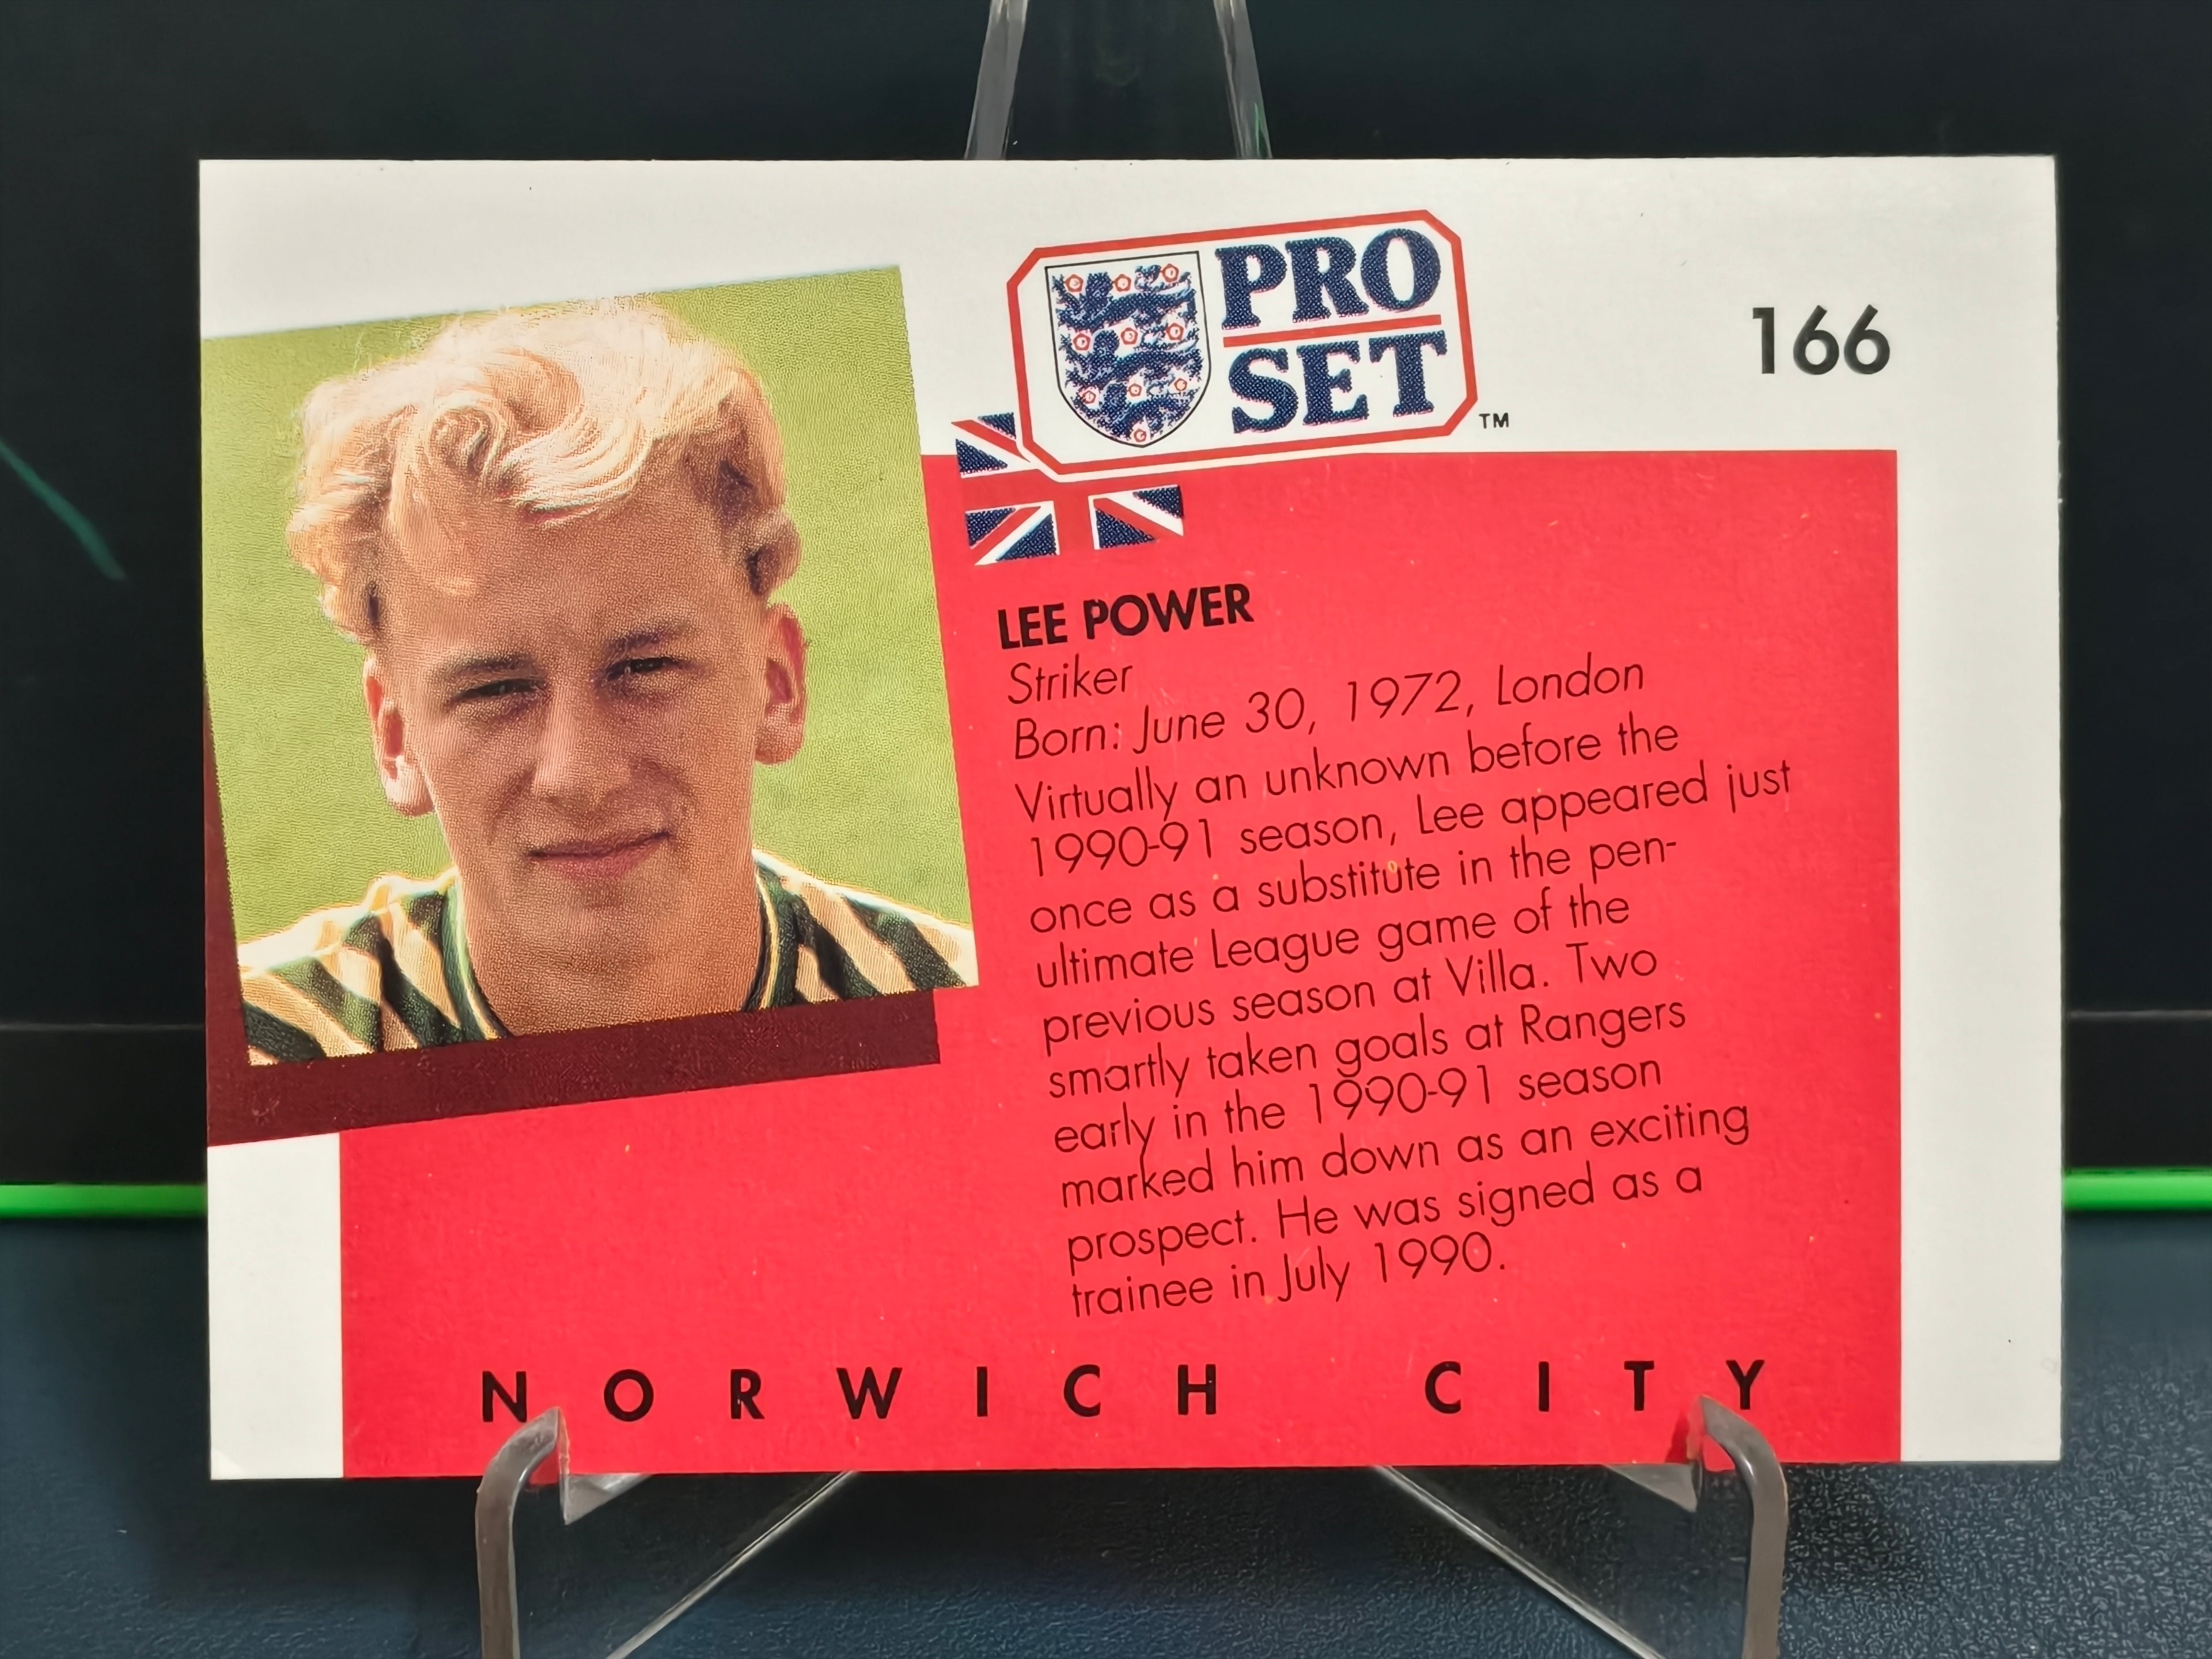 PRO
SET
TM
166
LEE POWER
Striker
Born: June 30, 1972, London
Virtually an unknown before the
1990-91 season, Lee appeared just
once as a substitute in the pen-
ultimate League game of the
previous season at Villa. Two
smartly taken goals at Rangers
early in the 1990-91 season
marked him down as an exciting
prospect. He was signed as a
trainee in July 1990.
NORWICH CITY